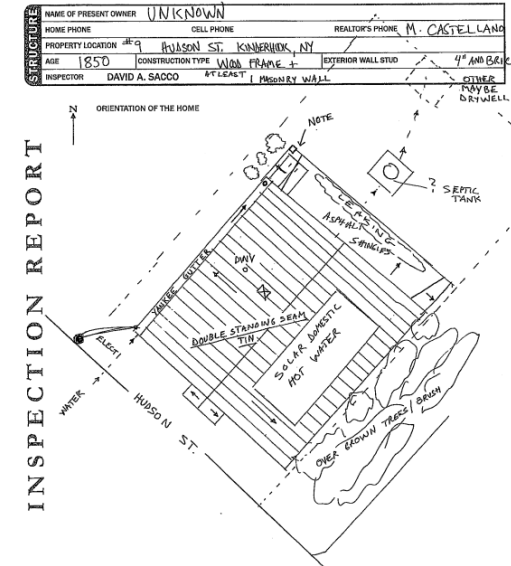 STRUCTURE
NAME OF PRESENT OWNER UNKNOWN
HOME PHONE CELL PHONE REALTOR'S PHONE M. CASTELLANO
PROPERTY LOCATION #9 HUDSON ST. KINDERHOOK, NY
AGE 1850 CONSTRUCTION TYPE WOOD FRAME + EXTERIOR WALL STUD 4" AND BRIC
INSPECTOR DAVID A. SACCO AT LEAST 1 MASONRY WALL
OTHER
MAYBE
DRYWELL
N ORIENTATION OF THE HOME
NOTE
INSPECTION REPORT
? SEPTIC
TANK
LEAKING
ASPHALT
SHINGLES
YANKEE GUTTER
DWV
DOUBLE STANDING SEAM
TIN
SOLAR DOMESTIC
HOT WATER
ELECT!
WATER
HUDSON ST.
OVER GROWN TREES/BRUSH